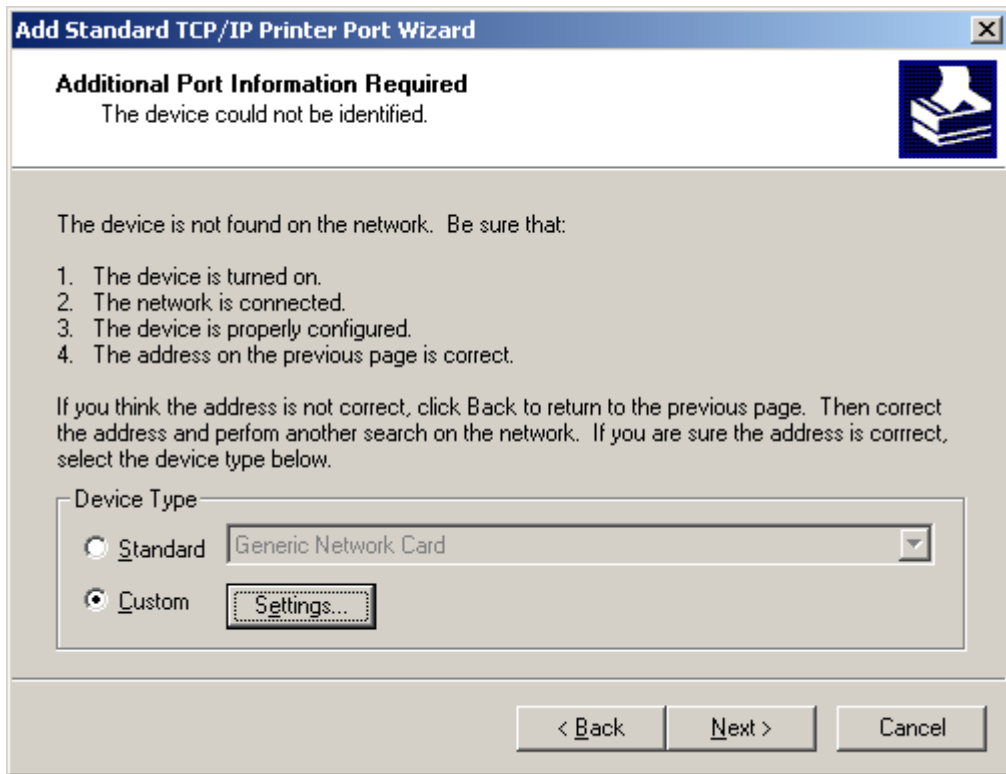 Add Standard TCP/IP Printer Port Wizard
Additional Port Information Required
The device could not be identified.
The device is not found on the network. Be sure that:
1. The device is turned on.
2. The network is connected.
3. The device is properly configured.
4. The address on the previous page is correct.
If you think the address is not correct, click Back to return to the previous page. Then correct
the address and perfom another search on the network. If you are sure the address is corrrect,
select the device type below.
Device Type
Standard Generic Network Card
Custom Settings...
< Back Next > Cancel